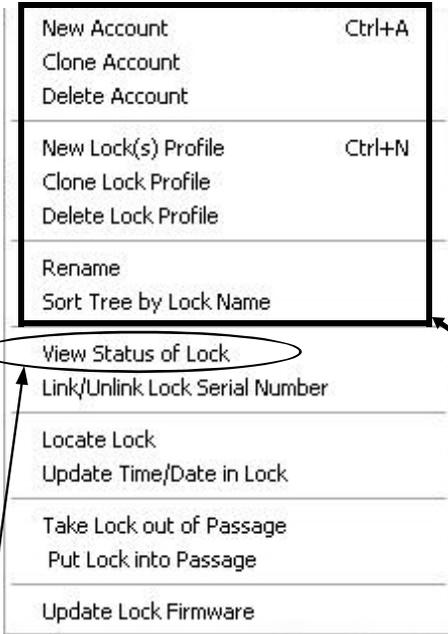 New Account Ctrl+A
Clone Account
Delete Account
New Lock(s) Profile Ctrl+N
Clone Lock Profile
Delete Lock Profile
Rename
Sort Tree by Lock Name
View Status of Lock
Link/Unlink Lock Serial Number
Locate Lock
Update Time/Date in Lock
Take Lock out of Passage
Put Lock into Passage
Update Lock Firmware